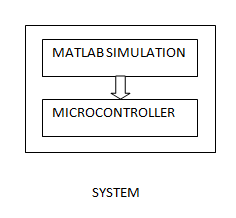 MATLAB SIMULATION
MICROCONTROLLER
SYSTEM